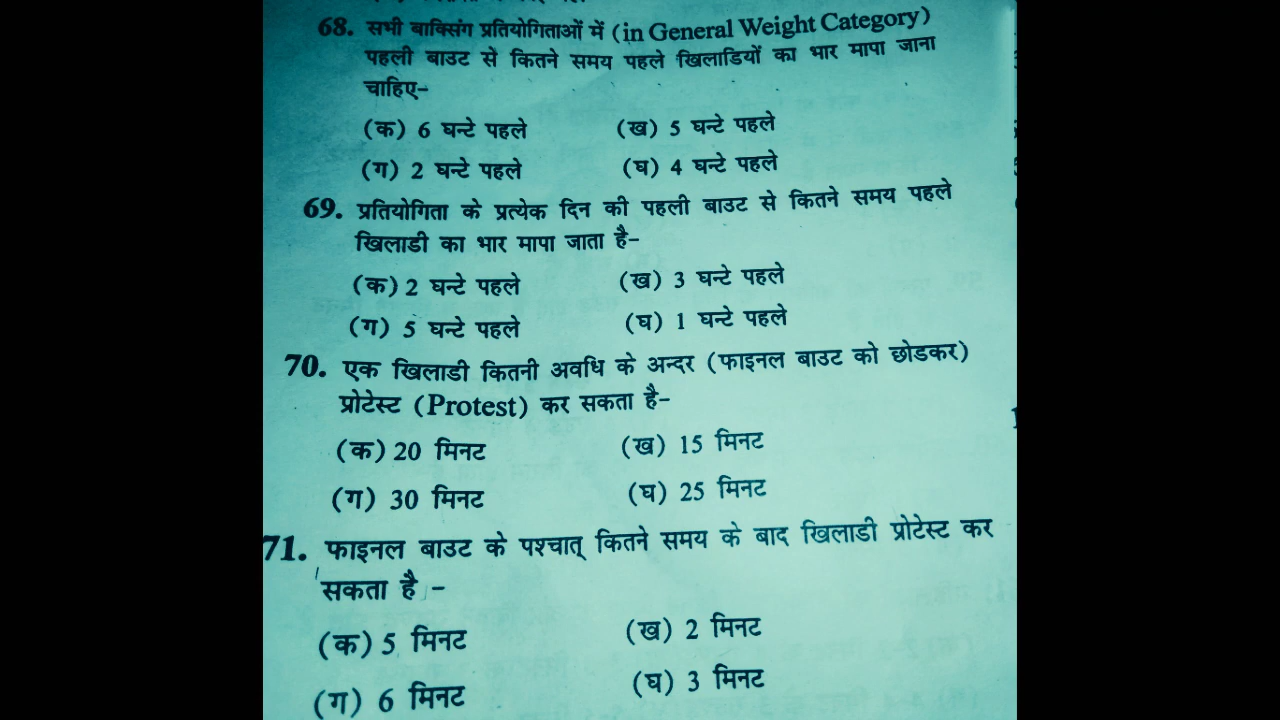 68. सभी बाक्सिंग प्रतियोगिताओं में (in General Weight Category)
पहली बाउट से कितने समय पहले खिलाडियों का भार मापा जाना
चाहिए-
(क) 6 घन्टे पहले (ख) 5 घन्टे पहले
(ग) 2 घन्टे पहले (घ) 4 घन्टे पहले
69. प्रतियोगिता के प्रत्येक दिन की पहली बाउट से कितने समय पहले
खिलाडी का भार मापा जाता है-
(क) 2 घन्टे पहले (ख) 3 घन्टे पहले
(ग) 5 घन्टे पहले (घ) 1 घन्टे पहले
70. एक खिलाडी कितनी अवधि के अन्दर (फाइनल बाउट को छोडकर)
प्रोटेस्ट (Protest) कर सकता है-
(क) 20 मिनट (ख) 15 मिनट
(ग) 30 मिनट (घ) 25 मिनट
71. फाइनल बाउट के पश्चात् कितने समय के बाद खिलाडी प्रोटेस्ट कर
सकता है -
(क) 5 मिनट (ख) 2 मिनट
(ग) 6 मिनट (घ) 3 मिनट